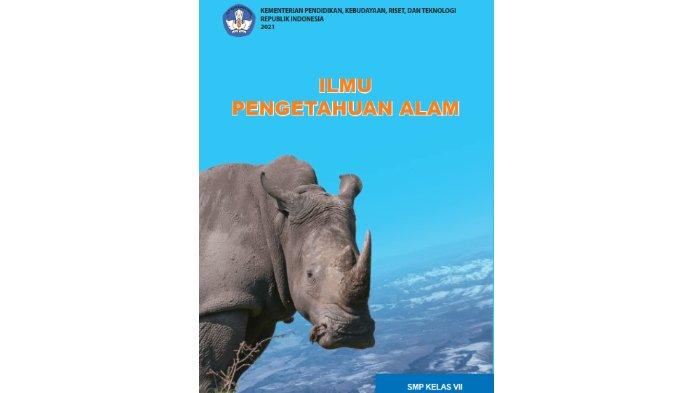 KEMENTERIAN PENDIDIKAN, KEBUDAYAAN, RISET, DAN TEKNOLOGI
REPUBLIK INDONESIA
2021
ILMU
PENGETAHUAN ALAM
SMP KELAS VII